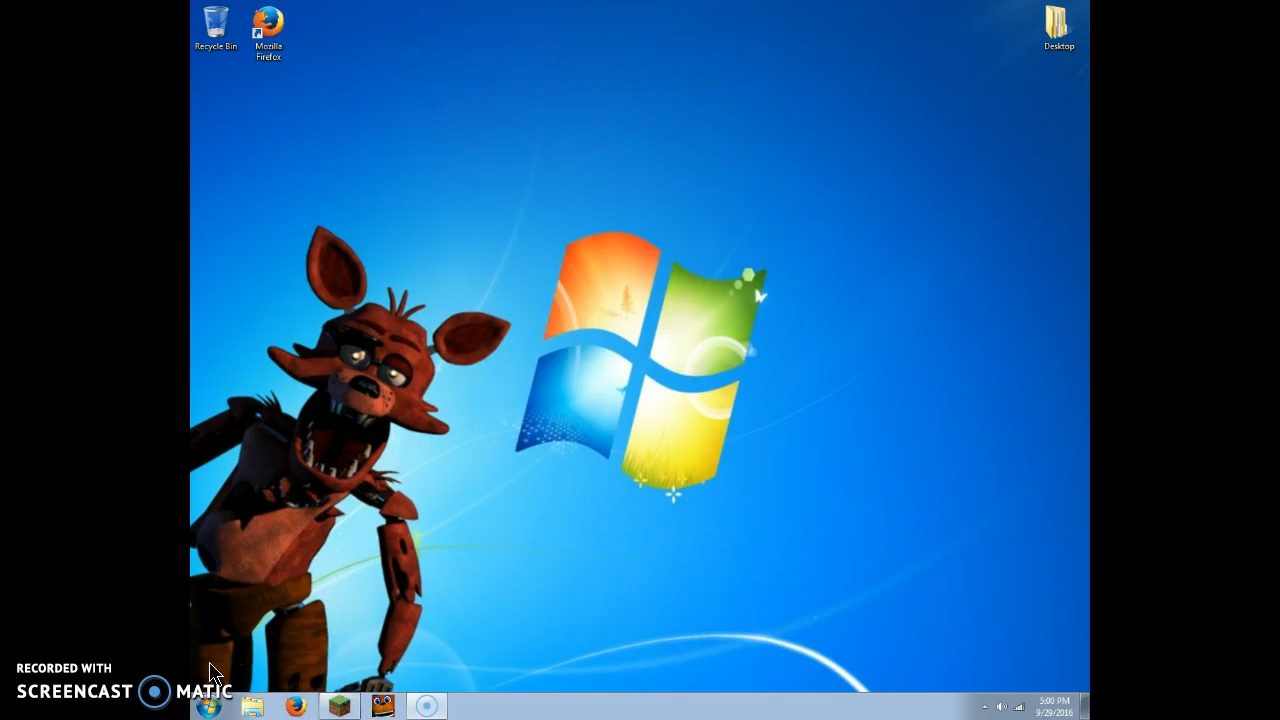 Recycle Bin
Mozilla
Firefox
Desktop
RECORDED WITH
SCREENCAST MATIC
5:00 PM
9/29/2016